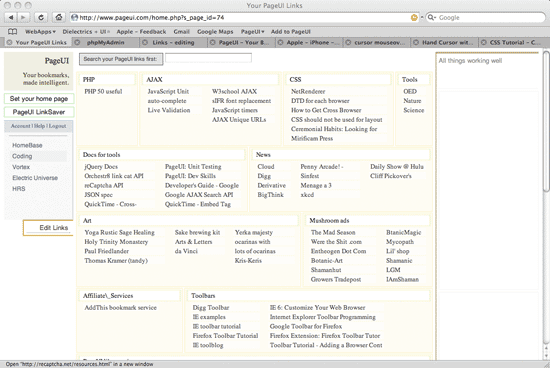 Your PageUI Links
http://www.pageui.com/home.php?s_page_id=74
Google
WebApps Dielectrics + UI Apple Feedback Gmail Google Maps PageUI Add to PageUI
Your PageUI Links phpMyAdmin Links - editing PageUI – Your B... Apple – iPhone – ... cursor mouseov... Hand Cursor wit... CSS Tutorial – C...
PageUI
Your bookmarks,
made intelligent.
Set your home page
PageUI LinkSaver
Account | Help | Logout
HomeBase
Coding
Vortex
Electric Universe
HRS
Edit Links
Search your PageUI links first:
PHP
PHP 50 useful
AJAX
JavaScript Unit
auto-complete
Live Validation
W3school AJAX
sIFR font replacement
JavaScript timers
AJAX Unique URLs
CSS
NetRenderer
DTD for each browser
How to Get Cross Browser
CSS should not be used for layout
Ceremonial Habits: Looking for
Mirificam Press
Tools
OED
Nature
Science
Docs for tools
jQuery Docs
Orchestr8 link cat API
reCaptcha API
JSON spec
QuickTime - Cross-
PageUI: Unit Testing
PageUI: Dev Skills
Developer's Guide - Google
Google AJAX Search API
QuickTime - Embed Tag
News
Cloud
Digg
Derivative
BigThink
Penny Arcade! -
Sinfest
Menage a 3
xkcd
Daily Show @ Hulu
Cliff Pickover's
Art
Yoga Rustic Sage Healing
Holy Trinity Monastery
Paul Friedlander
Thomas Kramer (tandy)
Sake brewing kit
Arts & Letters
da Vinci
Yerka majesty
ocarinas with
lots of ocarinas
Kris-Keris
Mushroom ads
The Mad Season
Were the Shit .com
Entheogen Dot Com
Botanic-Art
Shamanhut
Growers Tradepost
BtanicMagic
Mycopath
Lil' shop
Shamanic
LGM
IAmShaman
Affiliate\_Services
AddThis bookmark service
Toolbars
Digg Toolbar
IE examples
IE toolbar tutorial
Firefox Toolbar Tutorial
IE toolblog
IE 6: Customize Your Web Browser
Internet Explorer Toolbar Programming
Google Toolbar for Firefox
Firefox Extension: Firefox Toolbar Tutor
Toolbar Tutorial - Adding a Browser Cont
All things working well
Open "http://recaptcha.net/resources.html" in a new window